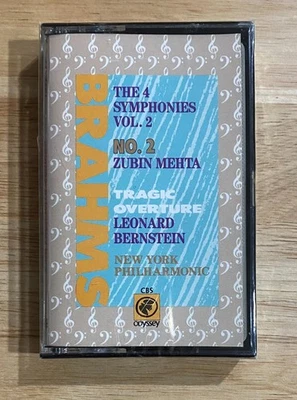 BRAHMS
THE 4
SYMPHONIES
VOL. 2
NO. 2
ZUBIN MEHTA
TRAGIC
OVERTURE
LEONARD
BERNSTEIN
NEW YORK
PHILHARMONIC
CBS
odyssey